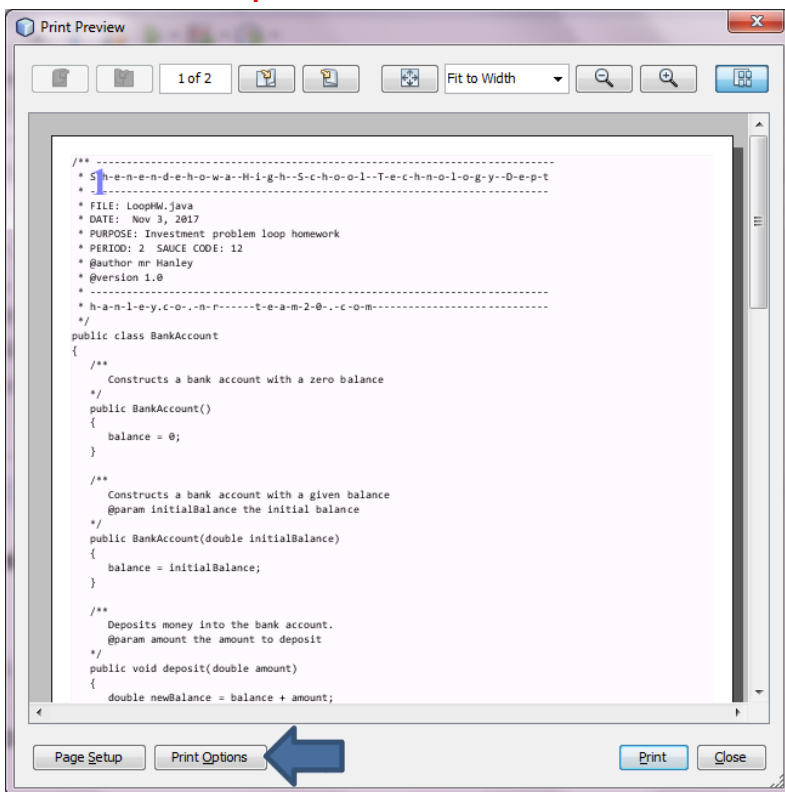 Print Preview
1 of 2 Fit to Width
/** ---------------------------------------------------------------------------
* S-h-e-n-e-n-d-e-h-o-w-a--H-i-g-h--S-c-h-o-o-l--T-e-c-h-n-o-l-o-g-y--D-e-p-t
* ---------------------------------------------------------------------------
1
* FILE: LoopHW.java
* DATE:  Nov 3, 2017
* PURPOSE: Investment problem loop homework
* PERIOD: 2  SAUCE CODE: 12
* @author mr Hanley
* @version 1.0
* ---------------------------------------------------------------------------
* h-a-n-l-e-y.c-o-.-n-r------t-e-a-m-2-0-.-c-o-m-----------------------------
*/
public class BankAccount
{
/**
Constructs a bank account with a zero balance
*/
public BankAccount()
{
balance = 0;
}
/**
Constructs a bank account with a given balance
@param initialBalance the initial balance
*/
public BankAccount(double initialBalance)
{
balance = initialBalance;
}
/**
Deposits money into the bank account.
@param amount the amount to deposit
*/
public void deposit(double amount)
{
double newBalance = balance + amount;
Page Setup Print Options Print Close